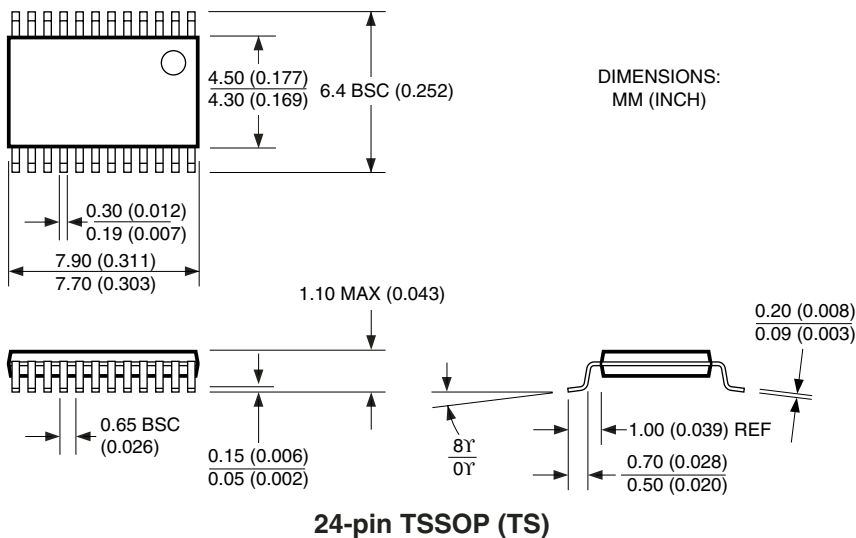 4.50 (0.177)
4.30 (0.169)
6.4 BSC (0.252)
DIMENSIONS:
MM (INCH)
0.30 (0.012)
0.19 (0.007)
7.90 (0.311)
7.70 (0.303)
1.10 MAX (0.043)
0.20 (0.008)
0.09 (0.003)
0.65 BSC
(0.026)
0.15 (0.006)
0.05 (0.002)
8ϒ
0ϒ
1.00 (0.039) REF
0.70 (0.028)
0.50 (0.020)
24-pin TSSOP (TS)